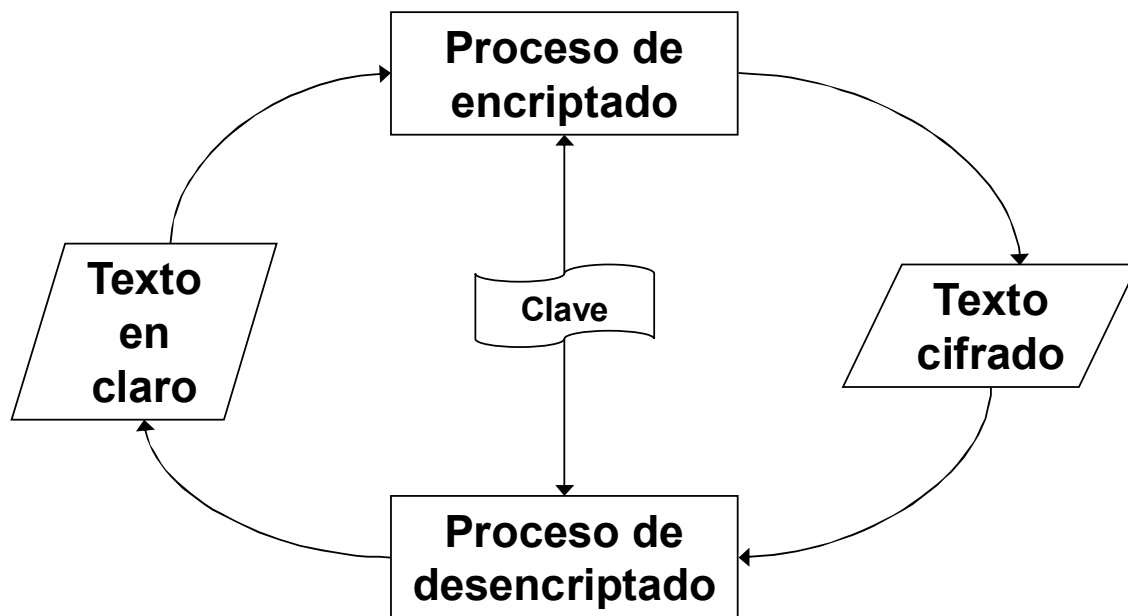 Proceso de
encriptado
Texto
en
claro
Clave
Texto
cifrado
Proceso de
desencriptado